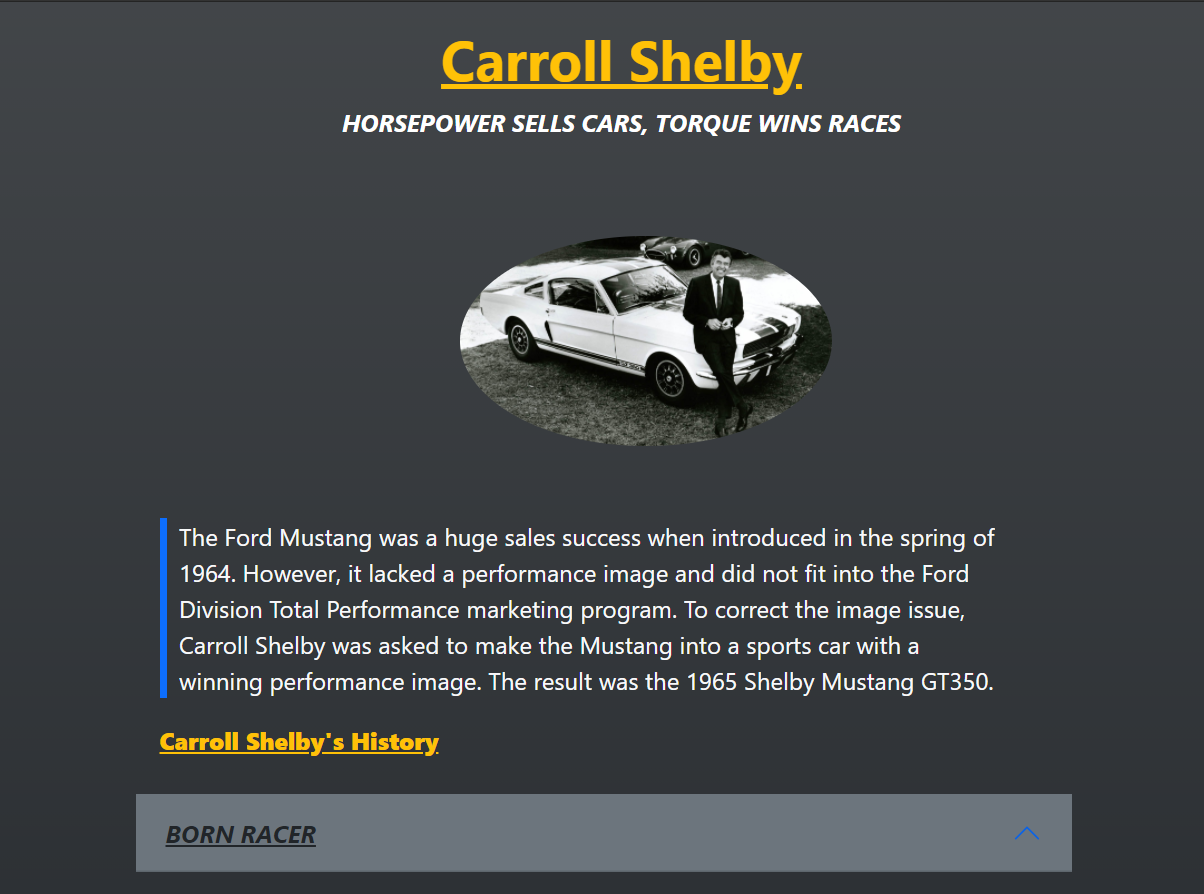 Carroll Shelby
HORSEPOWER SELLS CARS, TORQUE WINS RACES
The Ford Mustang was a huge sales success when introduced in the spring of
1964. However, it lacked a performance image and did not fit into the Ford
Division Total Performance marketing program. To correct the image issue,
Carroll Shelby was asked to make the Mustang into a sports car with a
winning performance image. The result was the 1965 Shelby Mustang GT350.
Carroll Shelby's History
BORN RACER